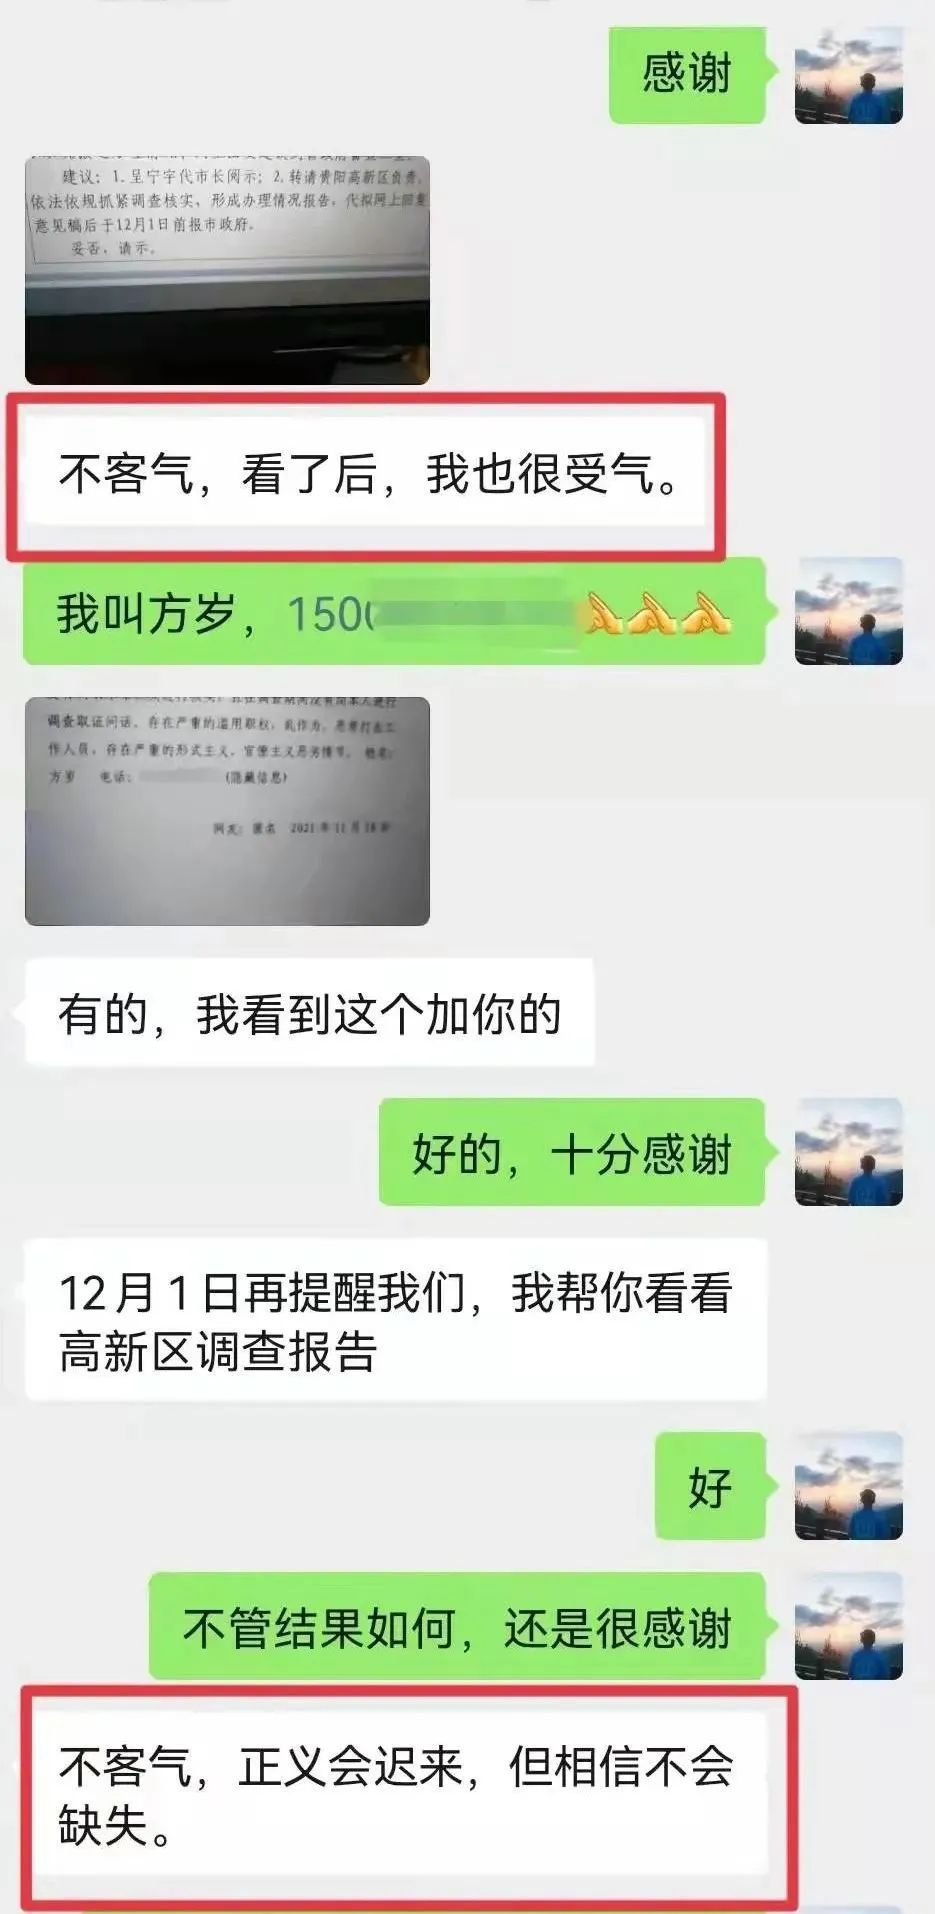 感谢
建议：1.呈宁宇代市长阅示；2.转请贵阳高新区负责，
依法依规抓紧调查核实、形成办理情况报告，代拟网上回复
意见稿后于12月1日前报市政府。
妥否，请示。
不客气，看了后，我也很受气。
我叫方岁，150
调查取证问话，存在严重的滥用职权，乱作为，恶意打击工
作人员，存在严重的形式主义、官僚主义恶劣情节。姓名：
方岁 电话： (隐藏信息)
网友：匿名 2021年11月18日
有的，我看到这个加你的
好的，十分感谢
12月1日再提醒我们，我帮你看看
高新区调查报告
好
不管结果如何，还是很感谢
不客气，正义会迟来，但相信不会
缺失。